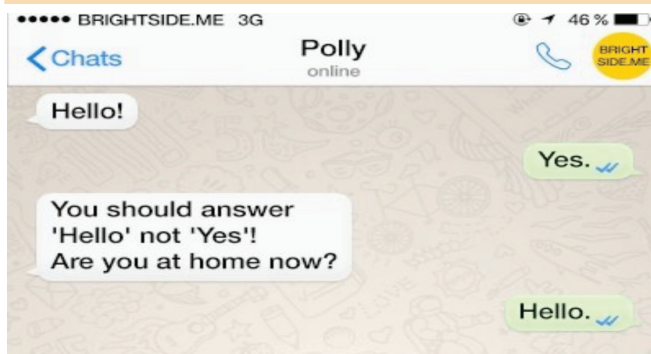 BRIGHTSIDE.ME 3G 46 %
Chats Polly
online
BRIGHT
SIDE.ME
Hello!
Yes.
You should answer
'Hello' not 'Yes'!
Are you at home now?
Hello.